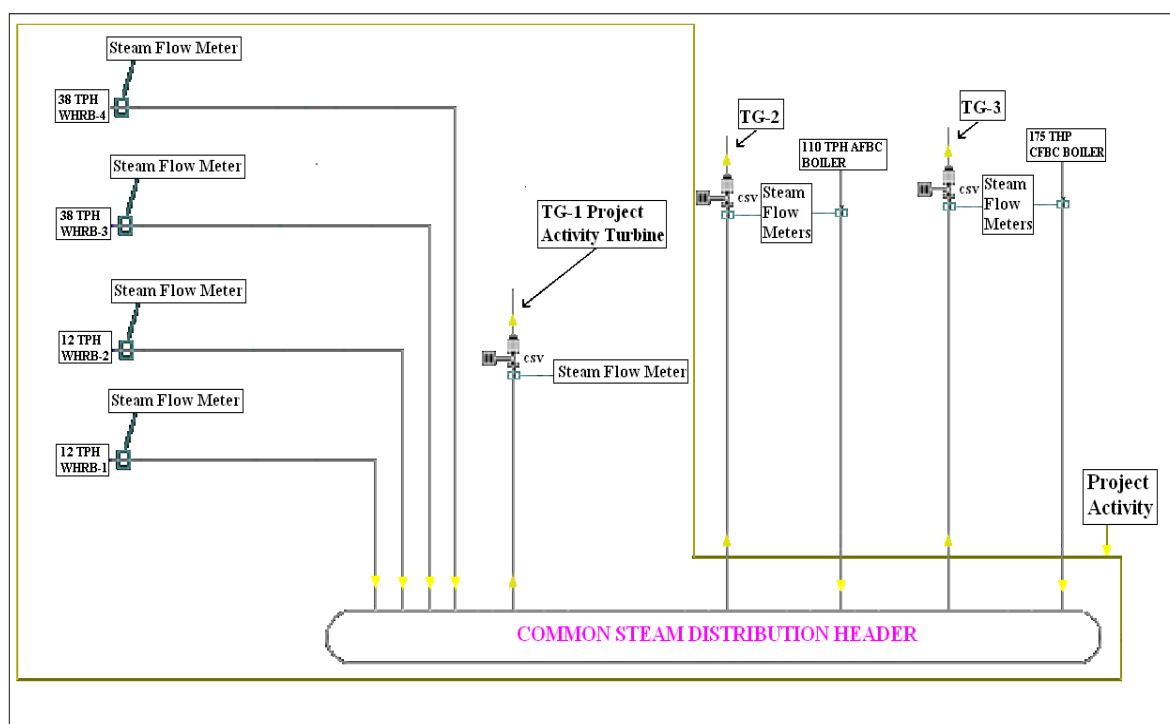 Steam Flow Meter
38 TPH
WHRB-4
Steam Flow Meter
38 TPH
WHRB-3
Steam Flow Meter
12 TPH
WHRB-2
Steam Flow Meter
12 TPH
WHRB-1
TG-1 Project
Activity Turbine
csv
Steam Flow Meter
TG-2
csv
Steam
Flow
Meters
110 TPH AFBC
BOILER
TG-3
csv
Steam
Flow
Meters
175 THP
CFBC BOILER
Project
Activity
COMMON STEAM DISTRIBUTION HEADER